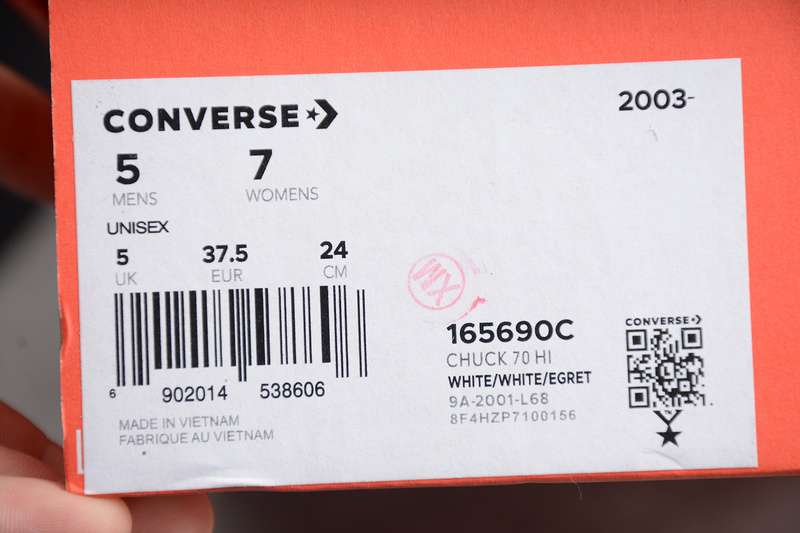 CONVERSE
2003-
5 7
MENS WOMENS
UNISEX
5 37.5 24
UK EUR CM
6 902014 538606
MADE IN VIETNAM
FABRIQUE AU VIETNAM
WX
165690C
CHUCK 70 HI
WHITE/WHITE/EGRET
9A-2001-L68
8F4HZP7100156
CONVERSE